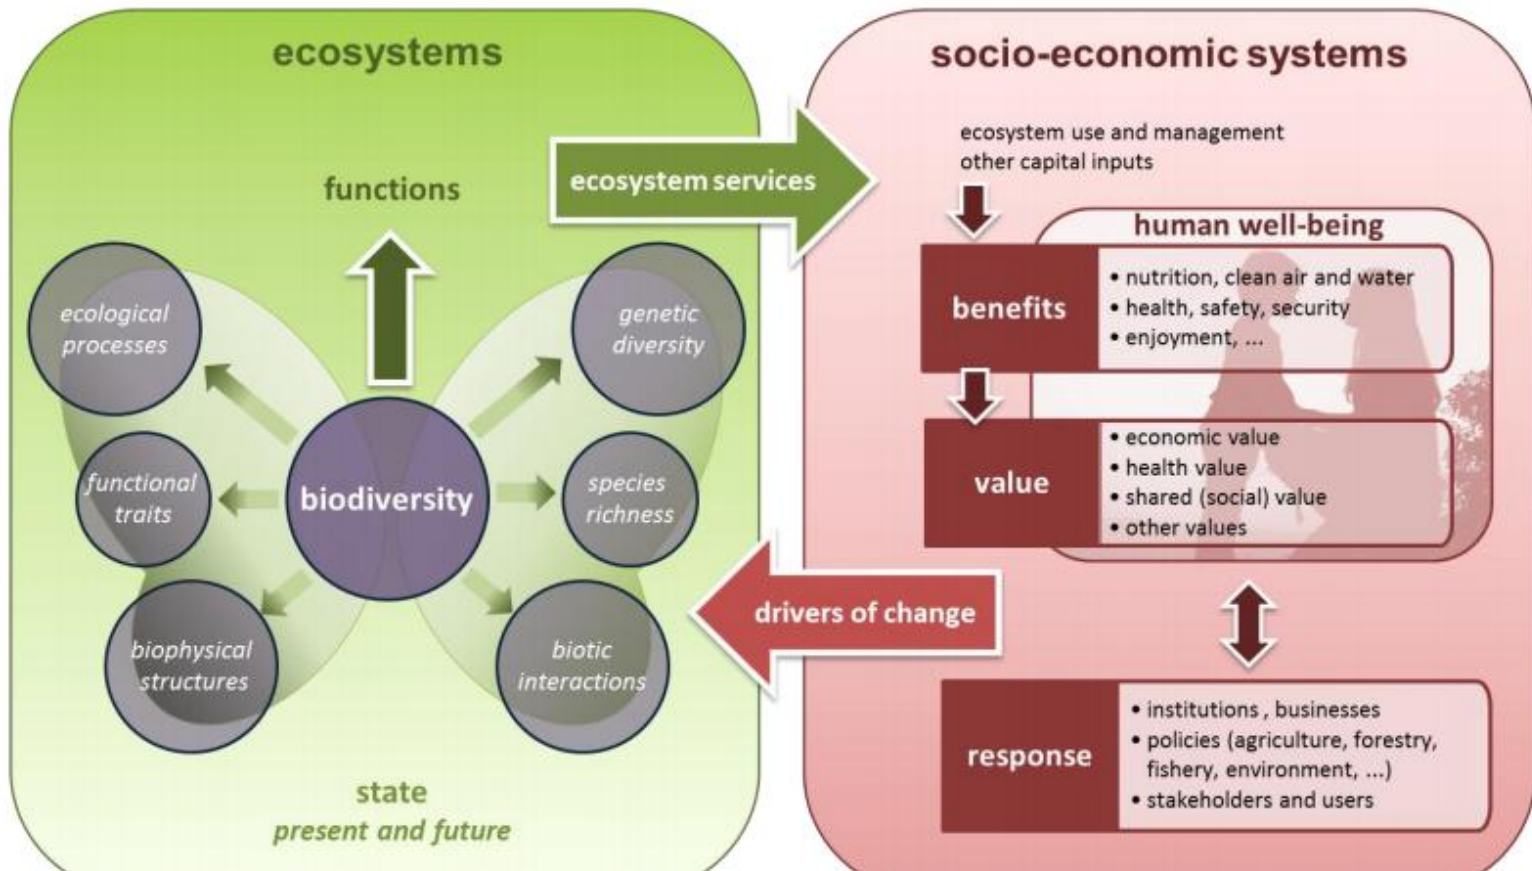 ecosystems
functions
ecological
processes
genetic
diversity
functional
traits
biodiversity
species
richness
biophysical
structures
biotic
interactions
state
present and future
ecosystem services
drivers of change
socio-economic systems
ecosystem use and management
other capital inputs
human well-being
benefits
• nutrition, clean air and water
• health, safety, security
• enjoyment, ...
value
• economic value
• health value
• shared (social) value
• other values
response
• institutions , businesses
• policies (agriculture, forestry,
fishery, environment, ...)
• stakeholders and users